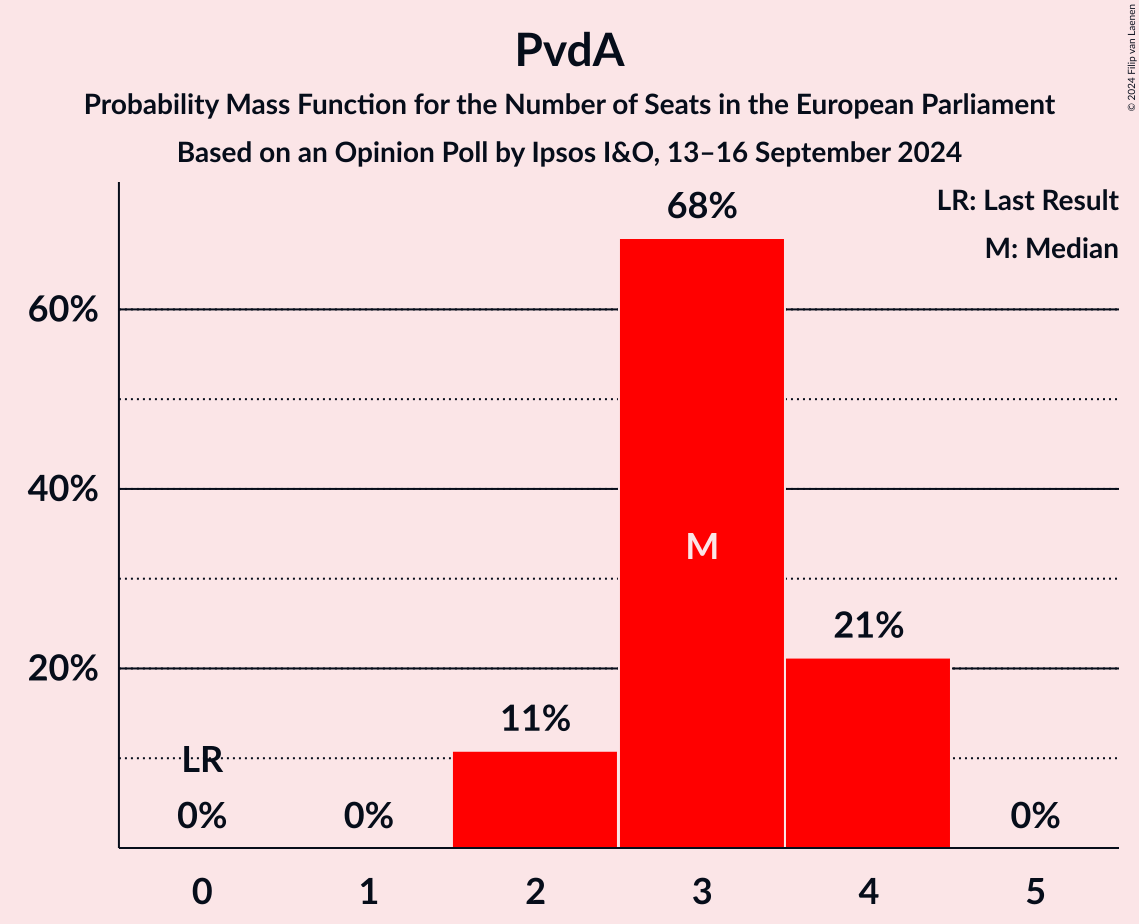 PvdA
Probability Mass Function for the Number of Seats in the European Parliament
Based on an Opinion Poll by Ipsos I&O, 13–16 September 2024
© 2024 Filip van Laenen
LR: Last Result
M: Median
68%
60%
40%
M
21%
20%
11%
LR
0%
0%
0%
0
1
2
3
4
5